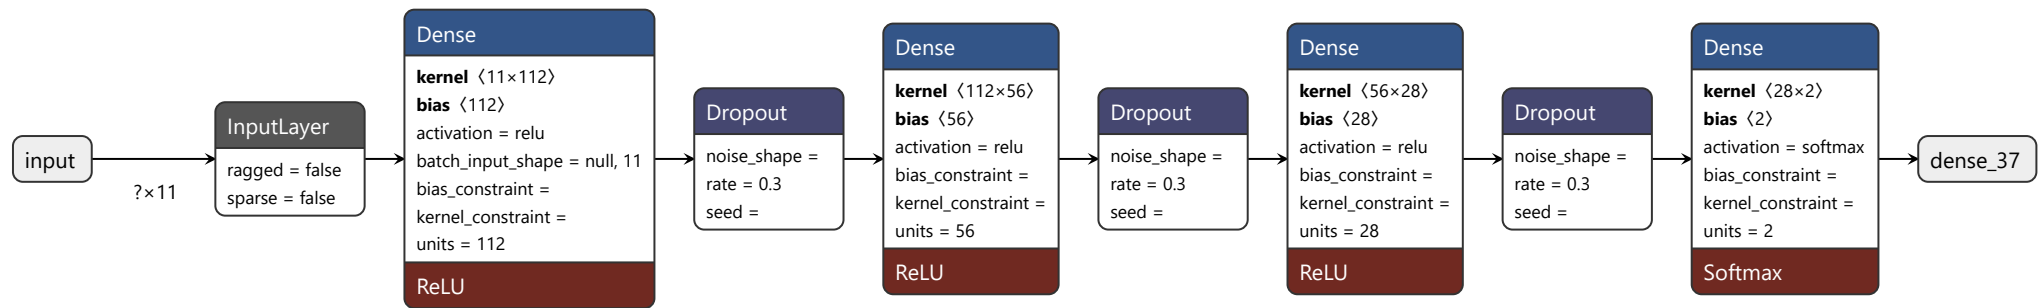 input
?×11
InputLayer
ragged = false
sparse = false
Dense
kernel 〈11×112〉
bias 〈112〉
activation = relu
batch_input_shape = null, 11
bias_constraint =
kernel_constraint =
units = 112
ReLU
Dropout
noise_shape =
rate = 0.3
seed =
Dense
kernel 〈112×56〉
bias 〈56〉
activation = relu
bias_constraint =
kernel_constraint =
units = 56
ReLU
Dropout
noise_shape =
rate = 0.3
seed =
Dense
kernel 〈56×28〉
bias 〈28〉
activation = relu
bias_constraint =
kernel_constraint =
units = 28
ReLU
Dropout
noise_shape =
rate = 0.3
seed =
Dense
kernel 〈28×2〉
bias 〈2〉
activation = softmax
bias_constraint =
kernel_constraint =
units = 2
Softmax
dense_37